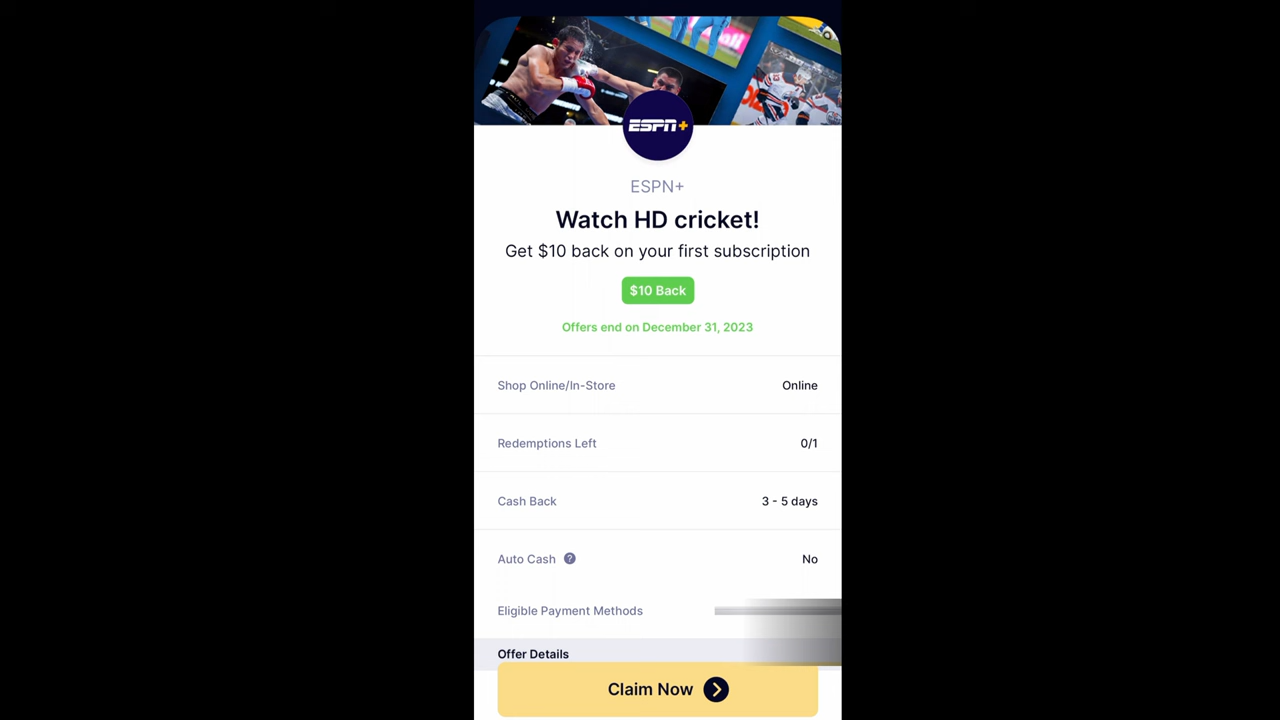 ESPN+
ESPN+
Watch HD cricket!
Get $10 back on your first subscription
$10 Back
Offers end on December 31, 2023
Shop Online/In-Store Online
Redemptions Left 0/1
Cash Back 3 - 5 days
Auto Cash ? No
Eligible Payment Methods
Offer Details
Claim Now